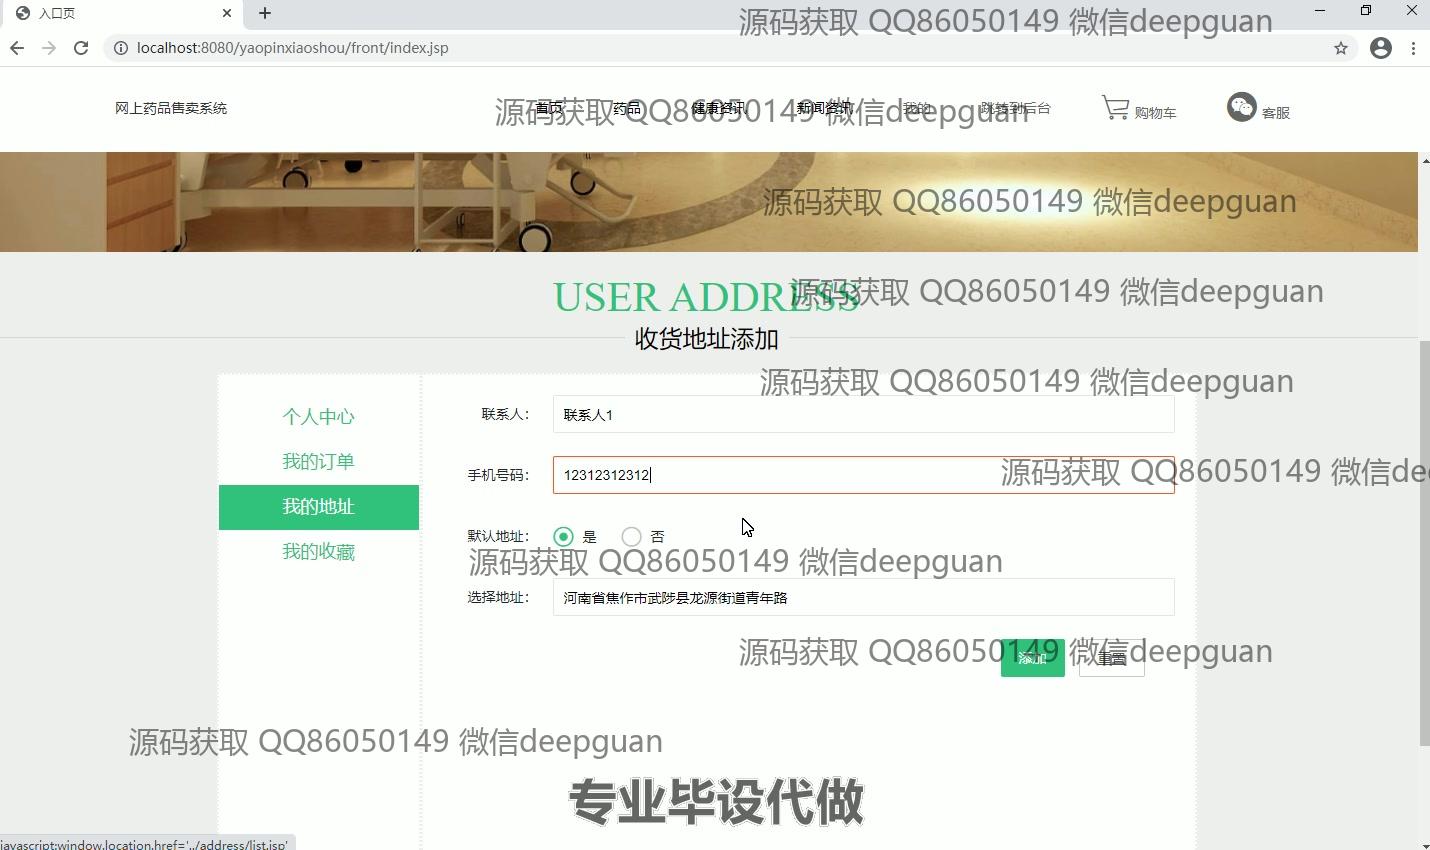 入口页
源码获取 QQ86050149 微信deepguan
localhost:8080/yaopinxiaoshou/front/index.jsp
网上药品售卖系统 首页 药品 健康资讯 新闻资讯 我的 跳转到后台 购物车 客服
源码获取 QQ86050149 微信deepguan
源码获取 QQ86050149 微信deepguan
USER ADDRESS
源码获取 QQ86050149 微信deepguan
收货地址添加
源码获取 QQ86050149 微信deepguan
个人中心
我的订单
我的地址
我的收藏
联系人： 联系人1
手机号码： 12312312312
源码获取 QQ86050149 微信de
默认地址： 是 否
源码获取 QQ86050149 微信deepguan
选择地址： 河南省焦作市武陟县龙源街道青年路
源码获取 QQ86050149 微信deepguan
添加 重置
源码获取 QQ86050149 微信deepguan
专业毕设代做
javascript:window.location.href='../address/list.jsp'